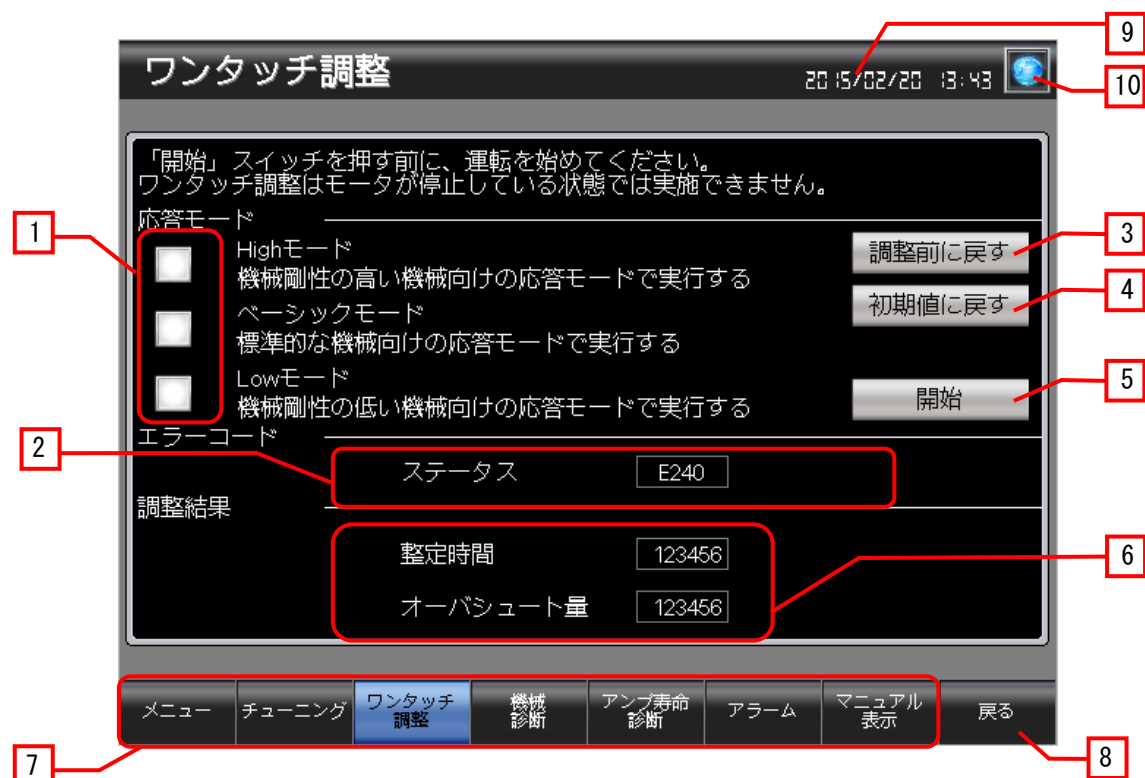 9
ワンタッチ調整
2015/02/20 13:43
10
「開始」スイッチを押す前に、運転を始めてください。
ワンタッチ調整はモータが停止している状態では実施できません。
応答モード
1
Highモード
機械剛性の高い機械向けの応答モードで実行する
調整前に戻す
3
ベーシックモード
標準的な機械向けの応答モードで実行する
初期値に戻す
4
Lowモード
機械剛性の低い機械向けの応答モードで実行する
開始
5
エラーコード
2
ステータス E240
調整結果
整定時間 123456
6
オーバシュート量 123456
メニュー
チューニング
ワンタッチ
調整
機械
診断
アンプ寿命
診断
アラーム
マニュアル
表示
戻る
7
8